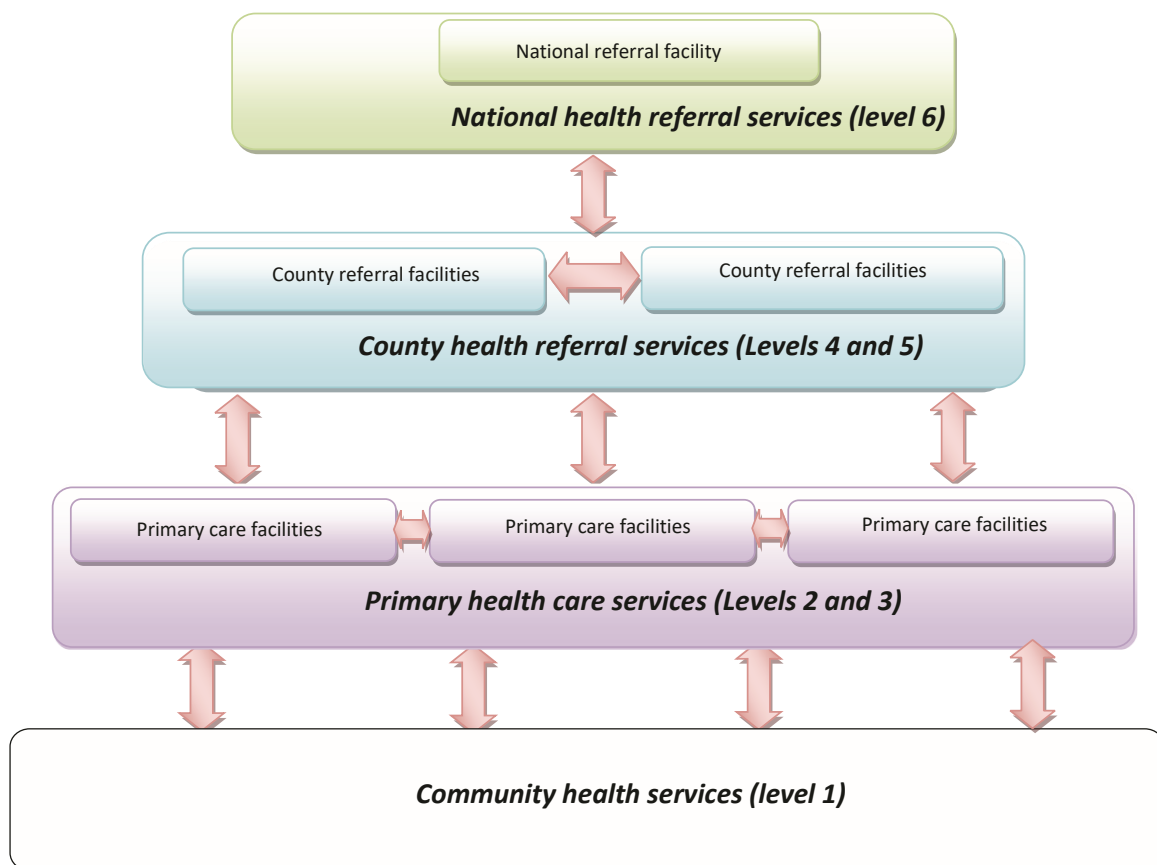 National referral facility
National health referral services (level 6)
County referral facilities
County referral facilities
County health referral services (Levels 4 and 5)
Primary care facilities
Primary care facilities
Primary care facilities
Primary health care services (Levels 2 and 3)
Community health services (level 1)